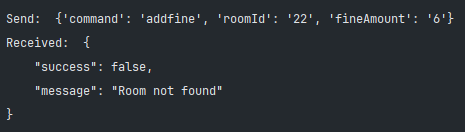 Send:  {'command': 'addfine', 'roomId': '22', 'fineAmount': '6'}
Received:  {
    "success": false,
    "message": "Room not found"
}